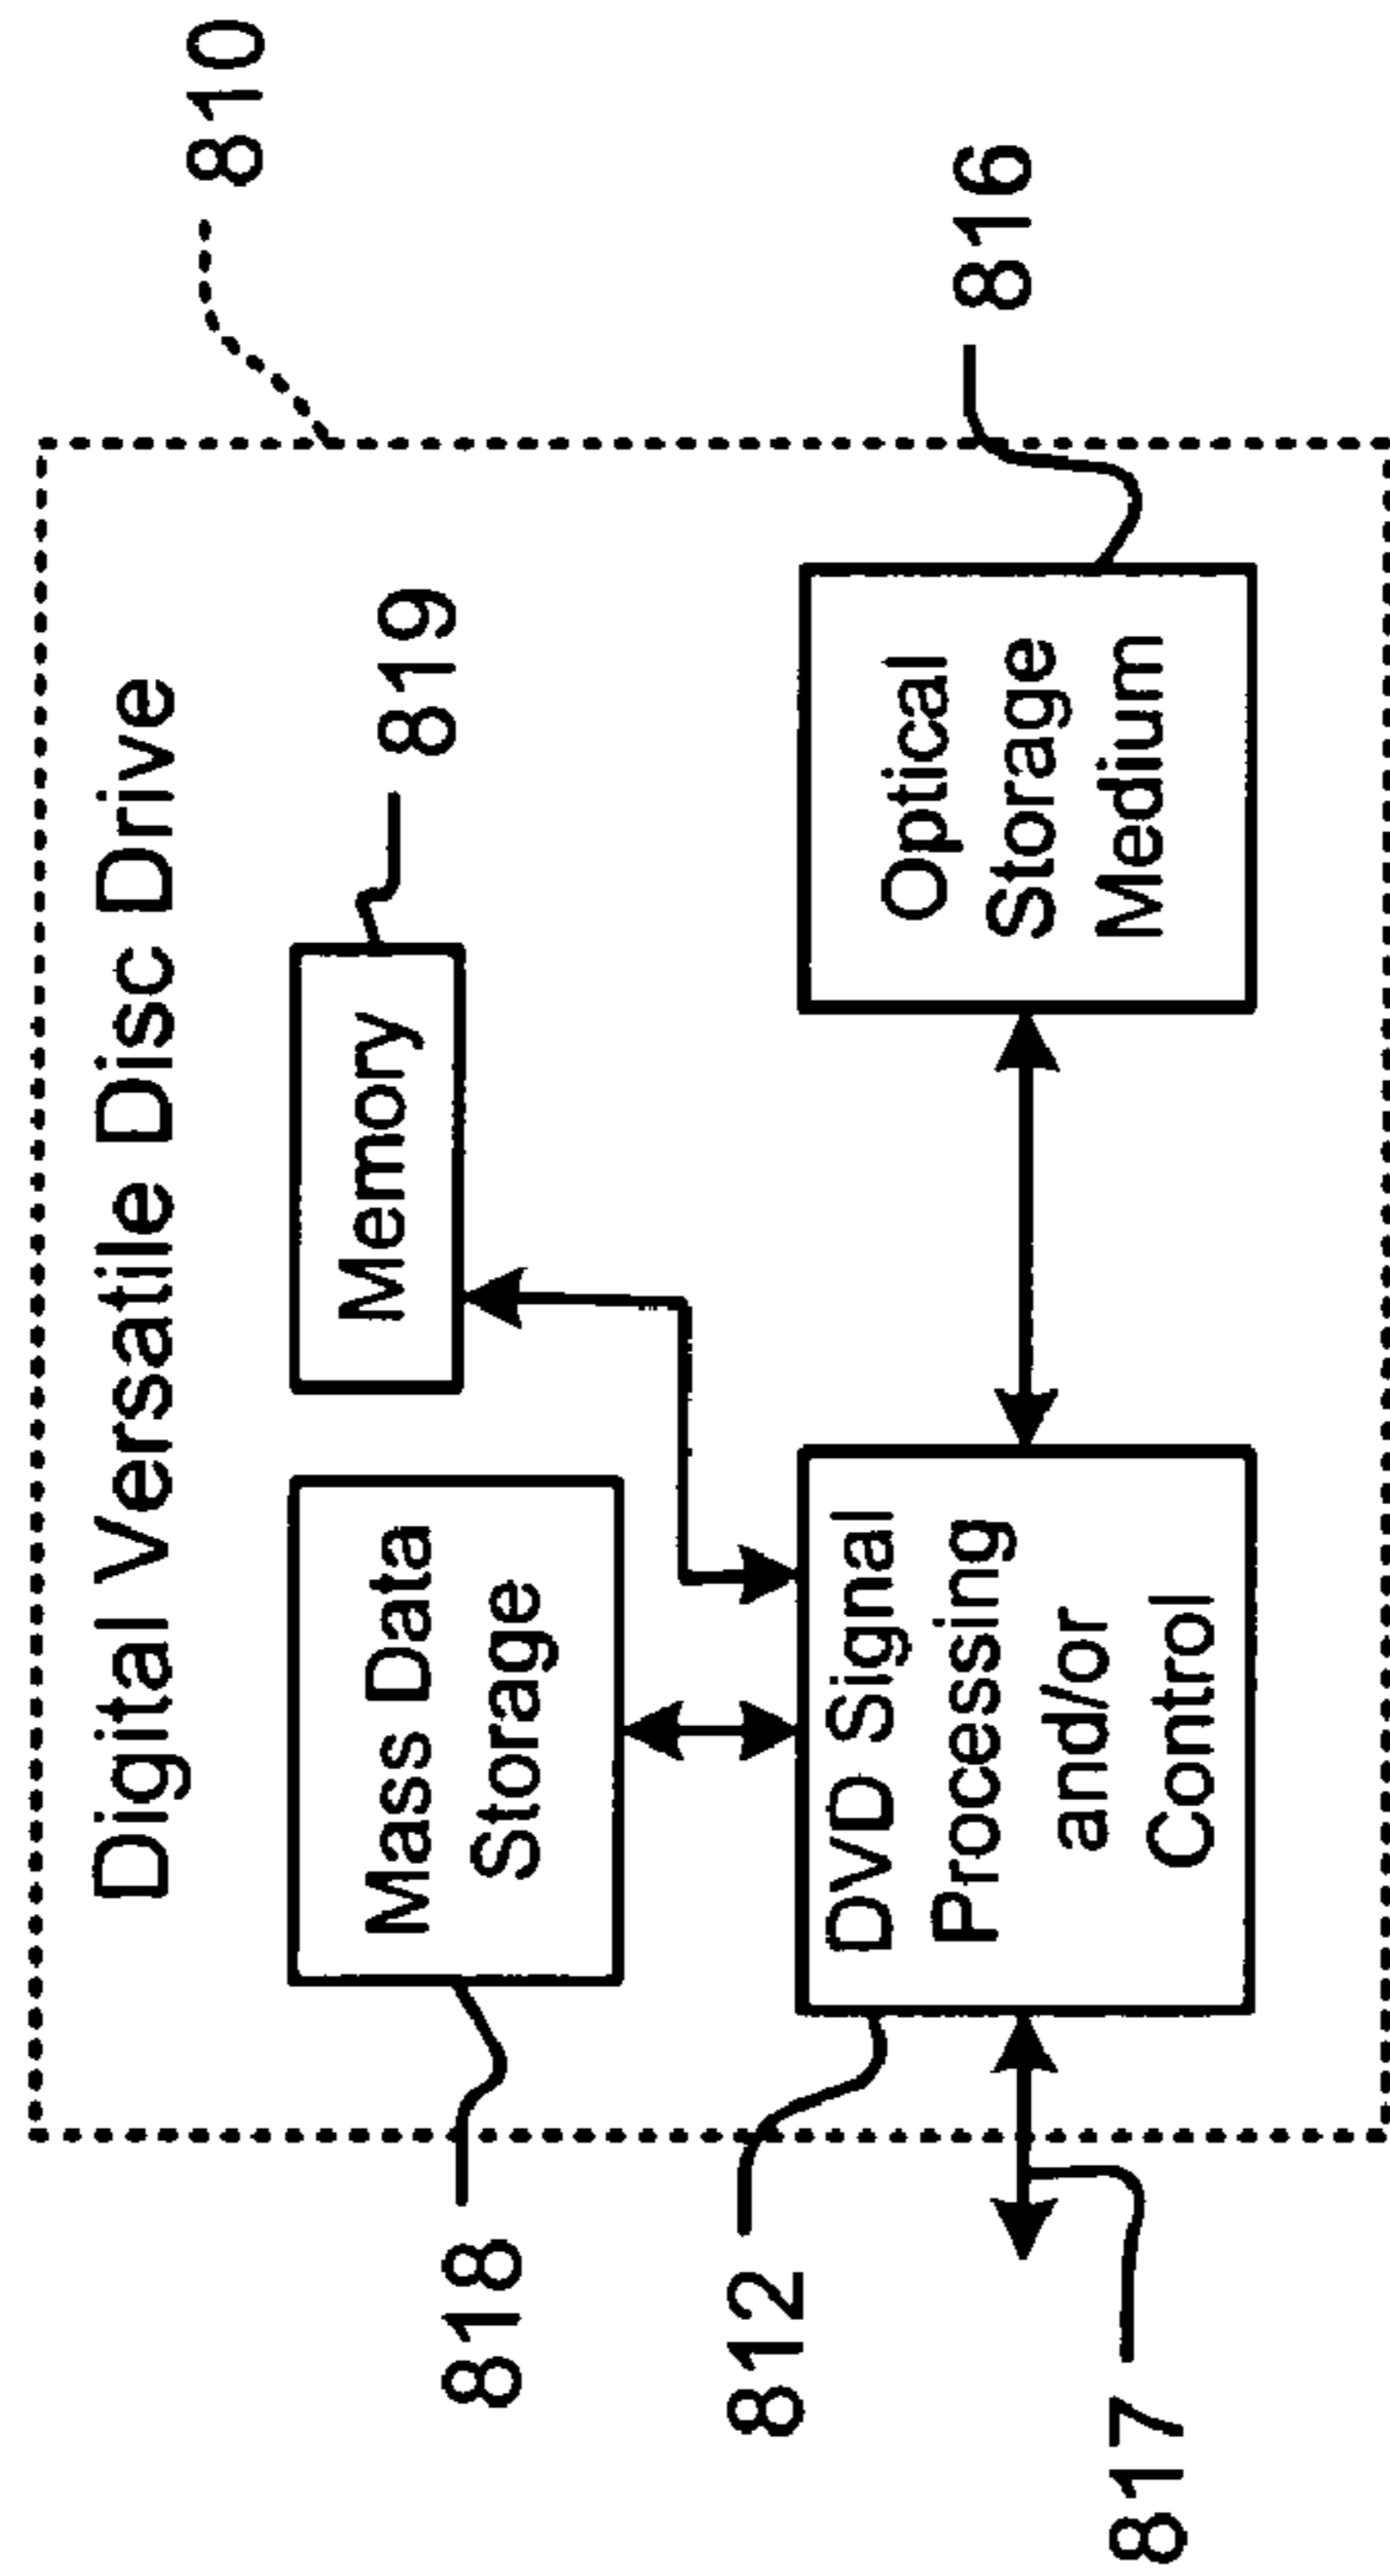 Digital Versatile Disc Drive
810
Mass Data
Storage
818
Memory
819
DVD Signal
Processing
and/or
Control
812
Optical
Storage
Medium
816
817